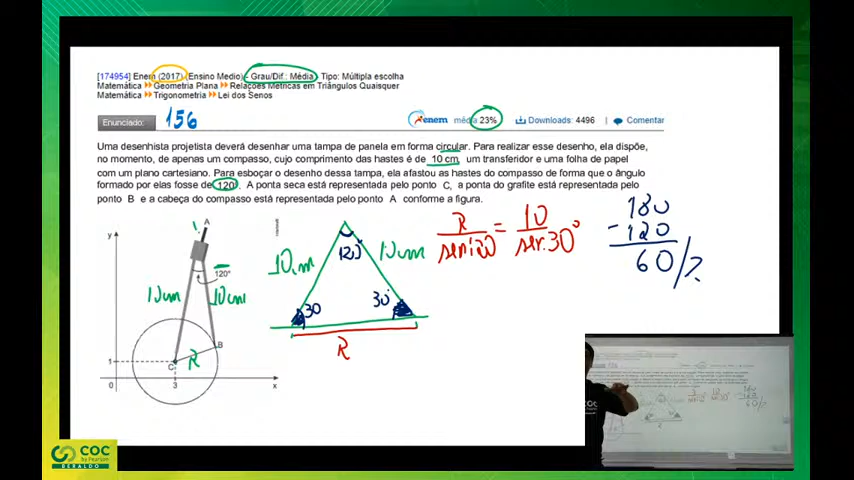 [174954] Enem (2017) (Ensino Medio) - Grau/Dif.: Média - Tipo: Múltipla escolha
Matemática Geometria Plana Relações Métricas em Triângulos Quaisquer
Matemática Trigonometria Lei dos Senos
Enunciado: 156 enem média 23% Downloads: 4496 Comentar
Uma desenhista projetista deverá desenhar uma tampa de panela em forma circular. Para realizar esse desenho, ela dispõe,
no momento, de apenas um compasso, cujo comprimento das hastes é de 10 cm, um transferidor e uma folha de papel
com um plano cartesiano. Para esboçar o desenho dessa tampa, ela afastou as hastes do compasso de forma que o ângulo
formado por elas fosse de 120°. A ponta seca está representada pelo ponto C, a ponta do grafite está representada pelo
ponto B e a cabeça do compasso está representada pelo ponto A conforme a figura.
A
y
120°
10cm 10cm
B
C R
1
0 3 x
120°
10cm 10cm
30 30°
R
R = 10
sen120 sen30°
180
-120
60/2
COC
by Pearson
BERALDO